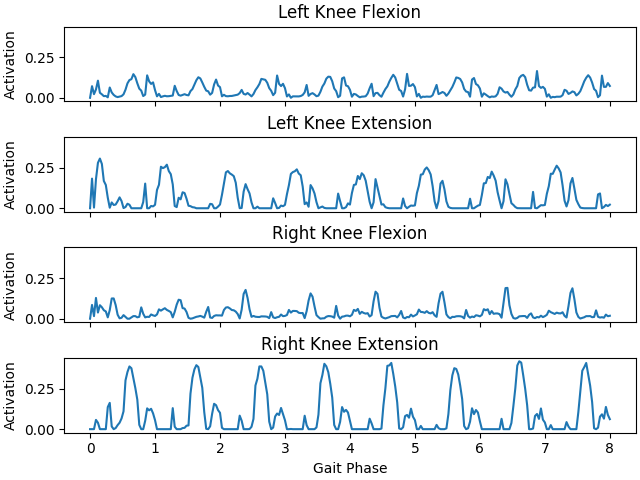 Left Knee Flexion
Activation
0.25
0.00
Left Knee Extension
Activation
0.25
0.00
Right Knee Flexion
Activation
0.25
0.00
Right Knee Extension
Activation
0.25
0.00
0 1 2 3 4 5 6 7 8
Gait Phase